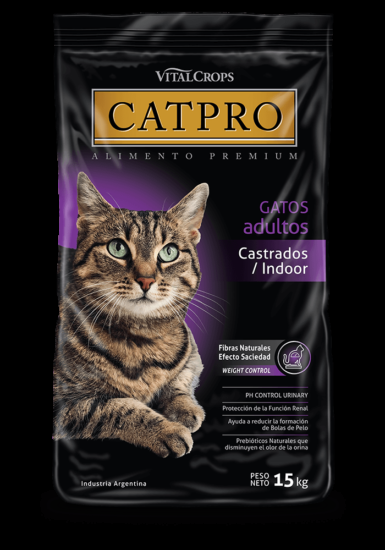 VITALCROPS
CATPRO
ALIMENTO PREMIUM
GATOS
adultos
Castrados
/ Indoor
Fibras Naturales
Efecto Saciedad
WEIGHT CONTROL
PH CONTROL URINARY
Protección de la Función Renal
Ayuda a reducir la formación
de Bolas de Pelo
Prebióticos Naturales que
disminuyen el olor de la orina
PESO
NETO 15 kg
Industria Argentina